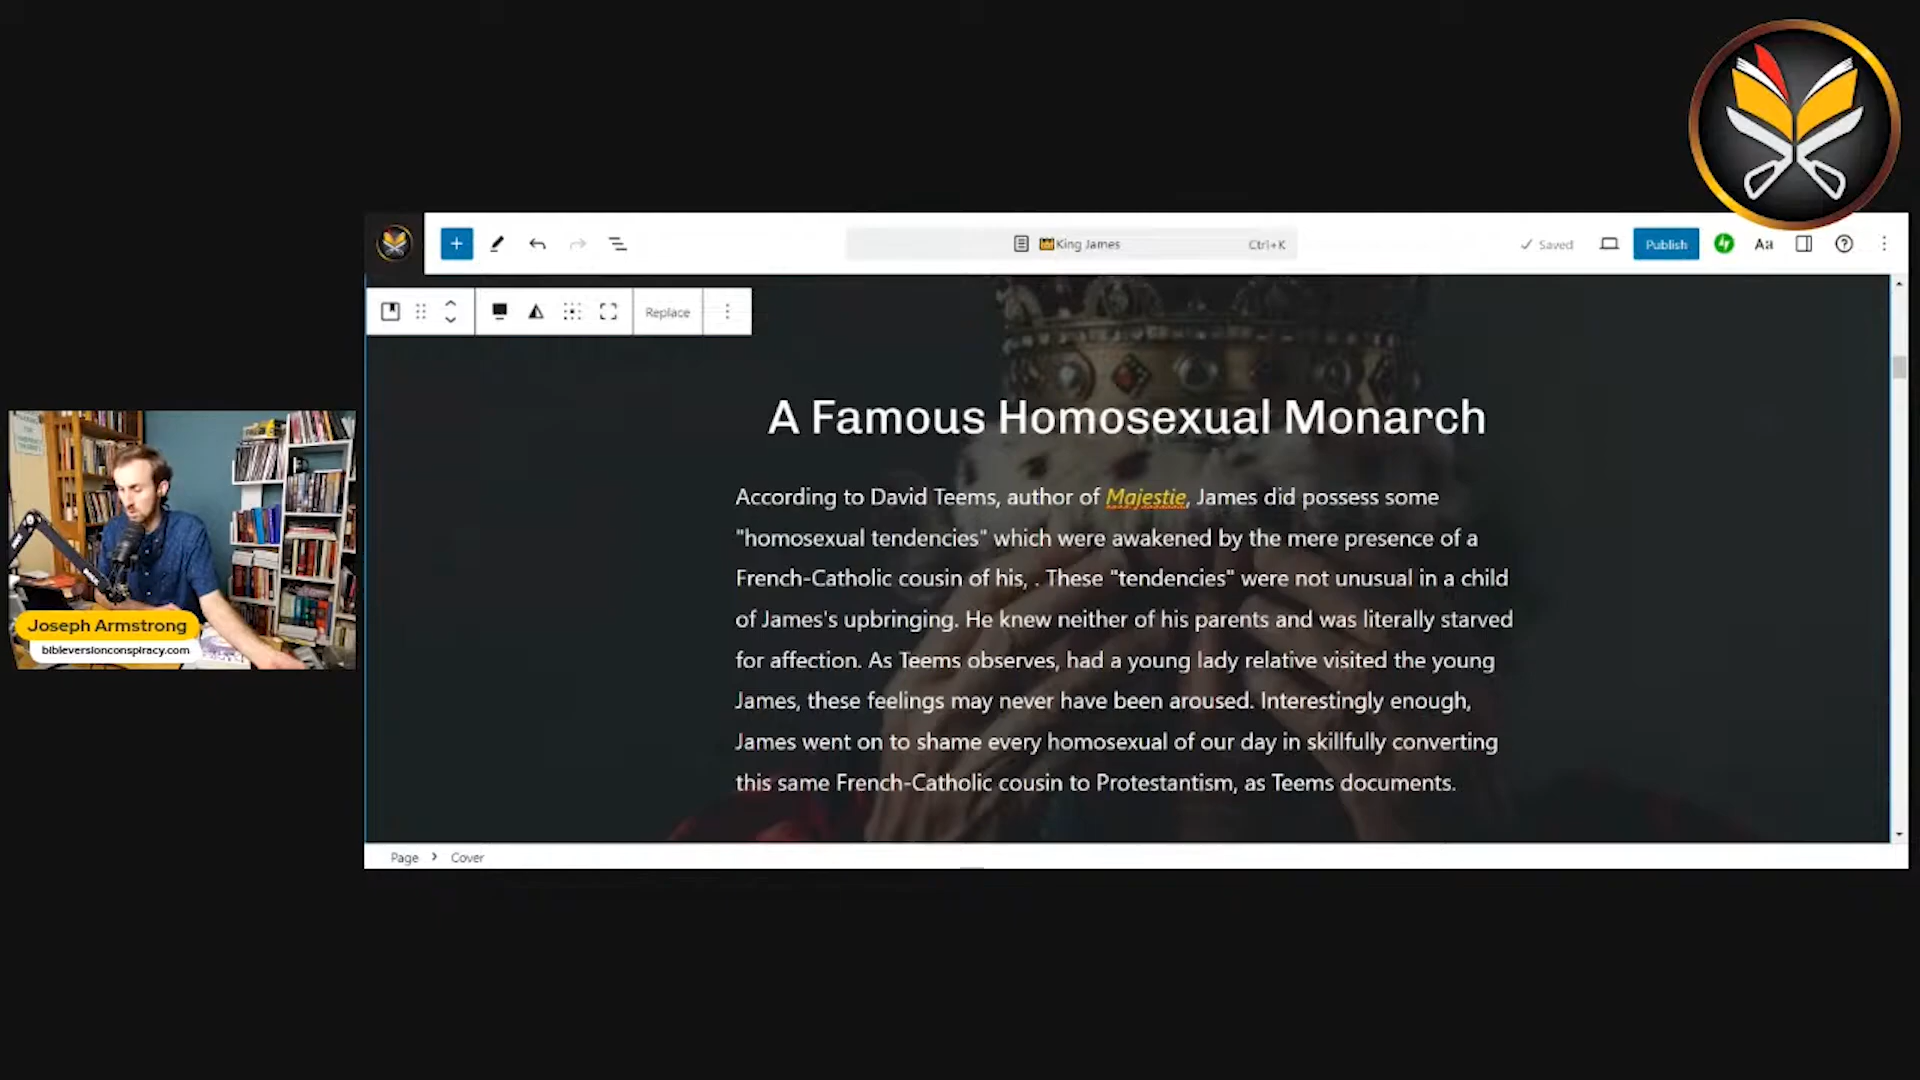 King James
Ctrl+K
Saved
Publish
Aa
Replace
A Famous Homosexual Monarch
According to David Teems, author of Majestie, James did possess some
"homosexual tendencies" which were awakened by the mere presence of a
French-Catholic cousin of his, . These "tendencies" were not unusual in a child
of James's upbringing. He knew neither of his parents and was literally starved
for affection. As Teems observes, had a young lady relative visited the young
James, these feelings may never have been aroused. Interestingly enough,
James went on to shame every homosexual of our day in skillfully converting
this same French-Catholic cousin to Protestantism, as Teems documents.
Joseph Armstrong
bibleversionconspiracy.com
Page > Cover